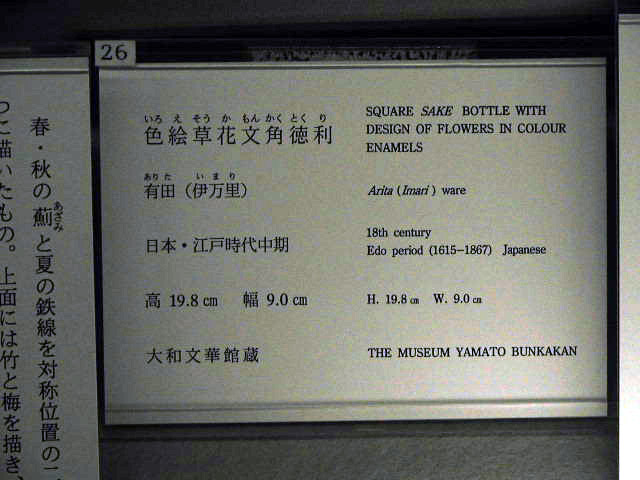 26
いろえそうかもんかくとくり
色絵草花文角徳利
ありた いまり
有田（伊万里）
日本・江戸時代中期
高 19.8㎝ 幅 9.0㎝
大和文華館蔵
SQUARE SAKE BOTTLE WITH
DESIGN OF FLOWERS IN COLOUR
ENAMELS
Arita (Imari) ware
18th century
Edo period (1615–1867) Japanese
H. 19.8㎝ W. 9.0㎝
THE MUSEUM YAMATO BUNKAKAN
春・秋の薊と夏の鉄線を対称位置の二
あざみ
つに描いたもの。上面には竹と梅を描き、